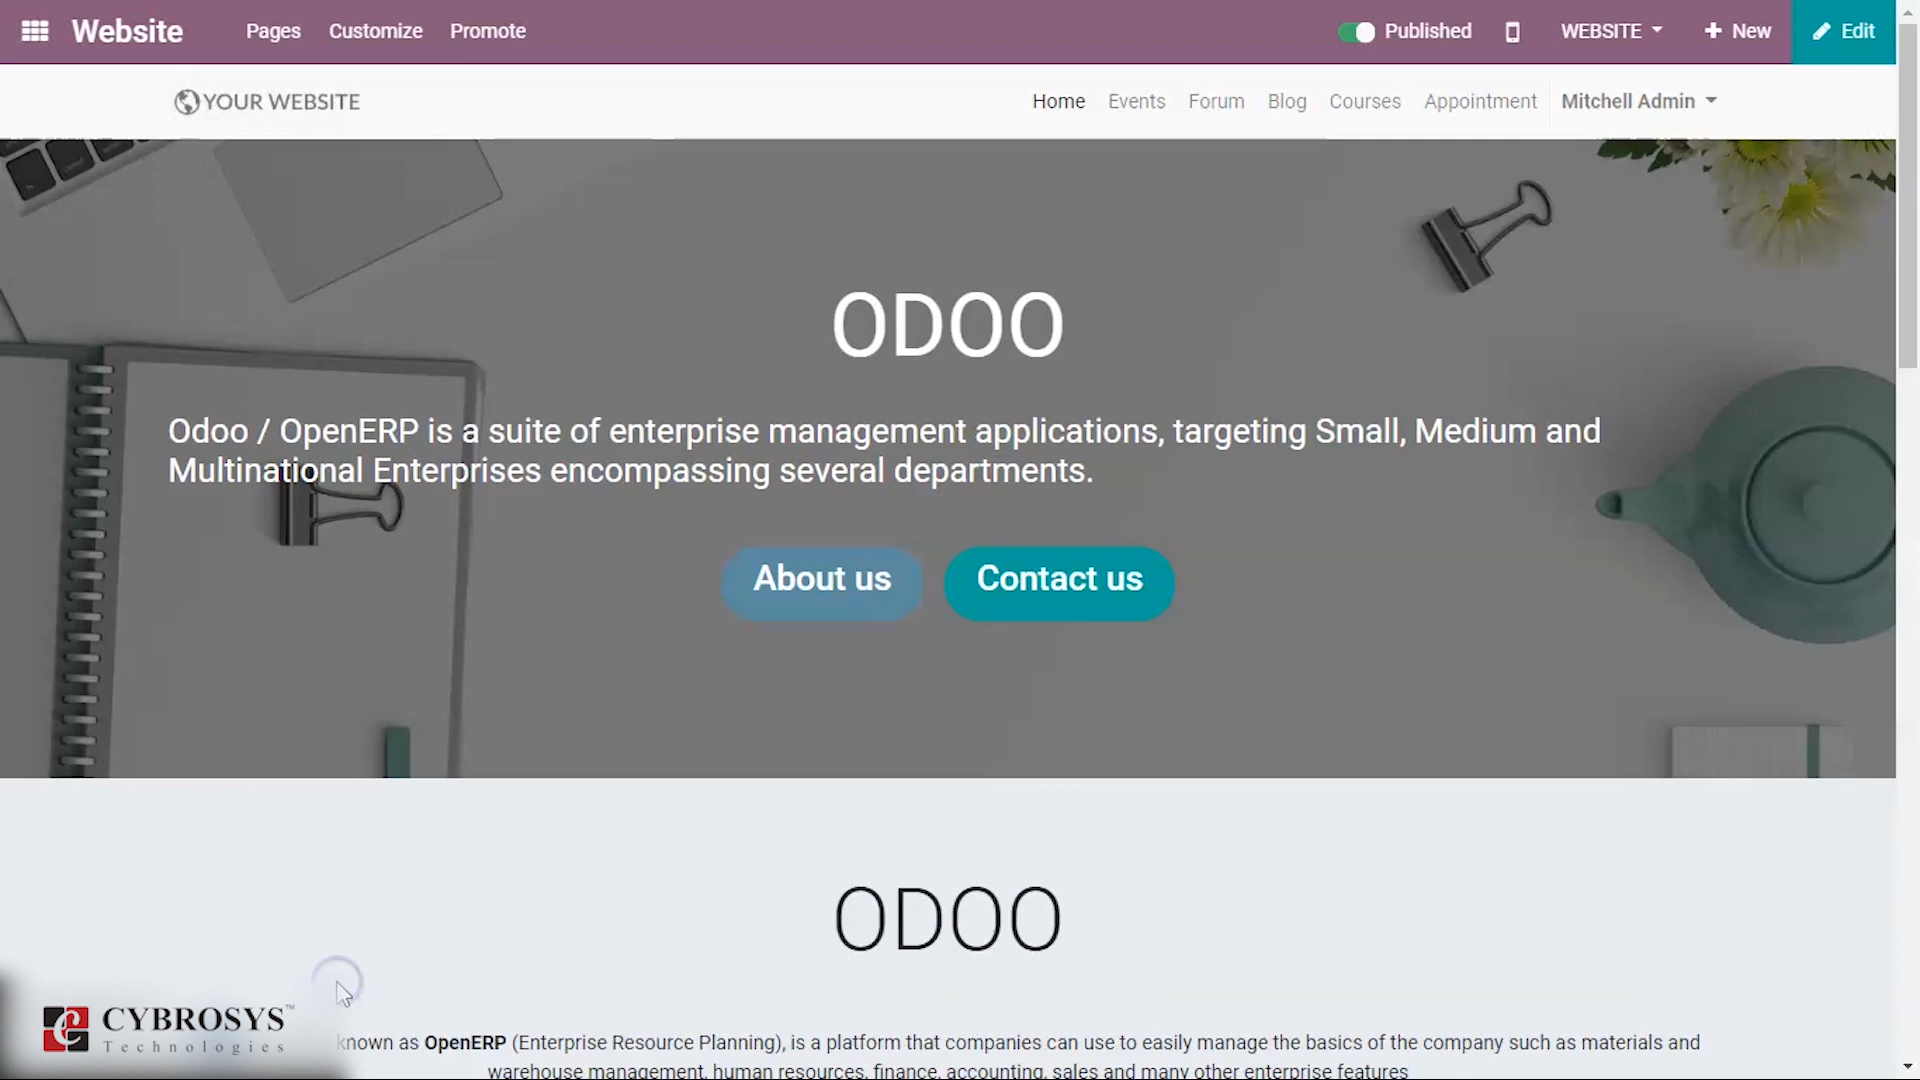 Website
Pages
Customize
Promote
Published
WEBSITE
New
Edit
YOUR WEBSITE
Home
Events
Forum
Blog
Courses
Appointment
Mitchell Admin
ODOO
Odoo / OpenERP is a suite of enterprise management applications, targeting Small, Medium and
Multinational Enterprises encompassing several departments.
About us
Contact us
ODOO
known as OpenERP (Enterprise Resource Planning), is a platform that companies can use to easily manage the basics of the company such as materials and
warehouse management, human resources, finance, accounting, sales and many other enterprise features
CYBROSYS™
Technologies